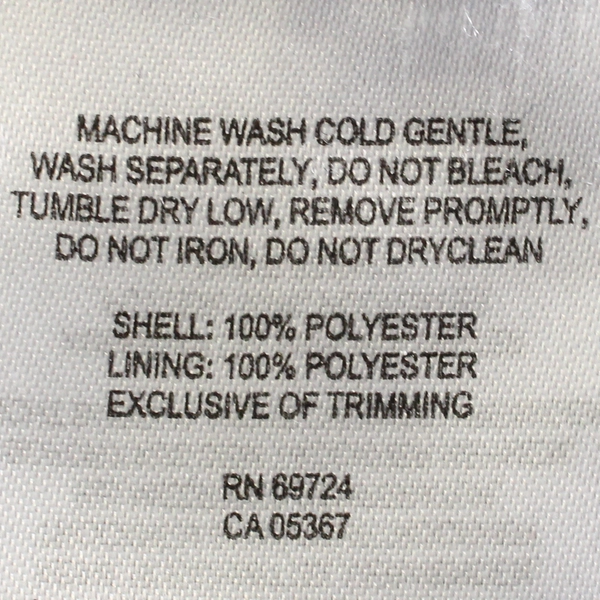 MACHINE WASH COLD GENTLE,
WASH SEPARATELY, DO NOT BLEACH,
TUMBLE DRY LOW, REMOVE PROMPTLY,
DO NOT IRON, DO NOT DRYCLEAN
SHELL: 100% POLYESTER
LINING: 100% POLYESTER
EXCLUSIVE OF TRIMMING
RN 69724
CA 05367